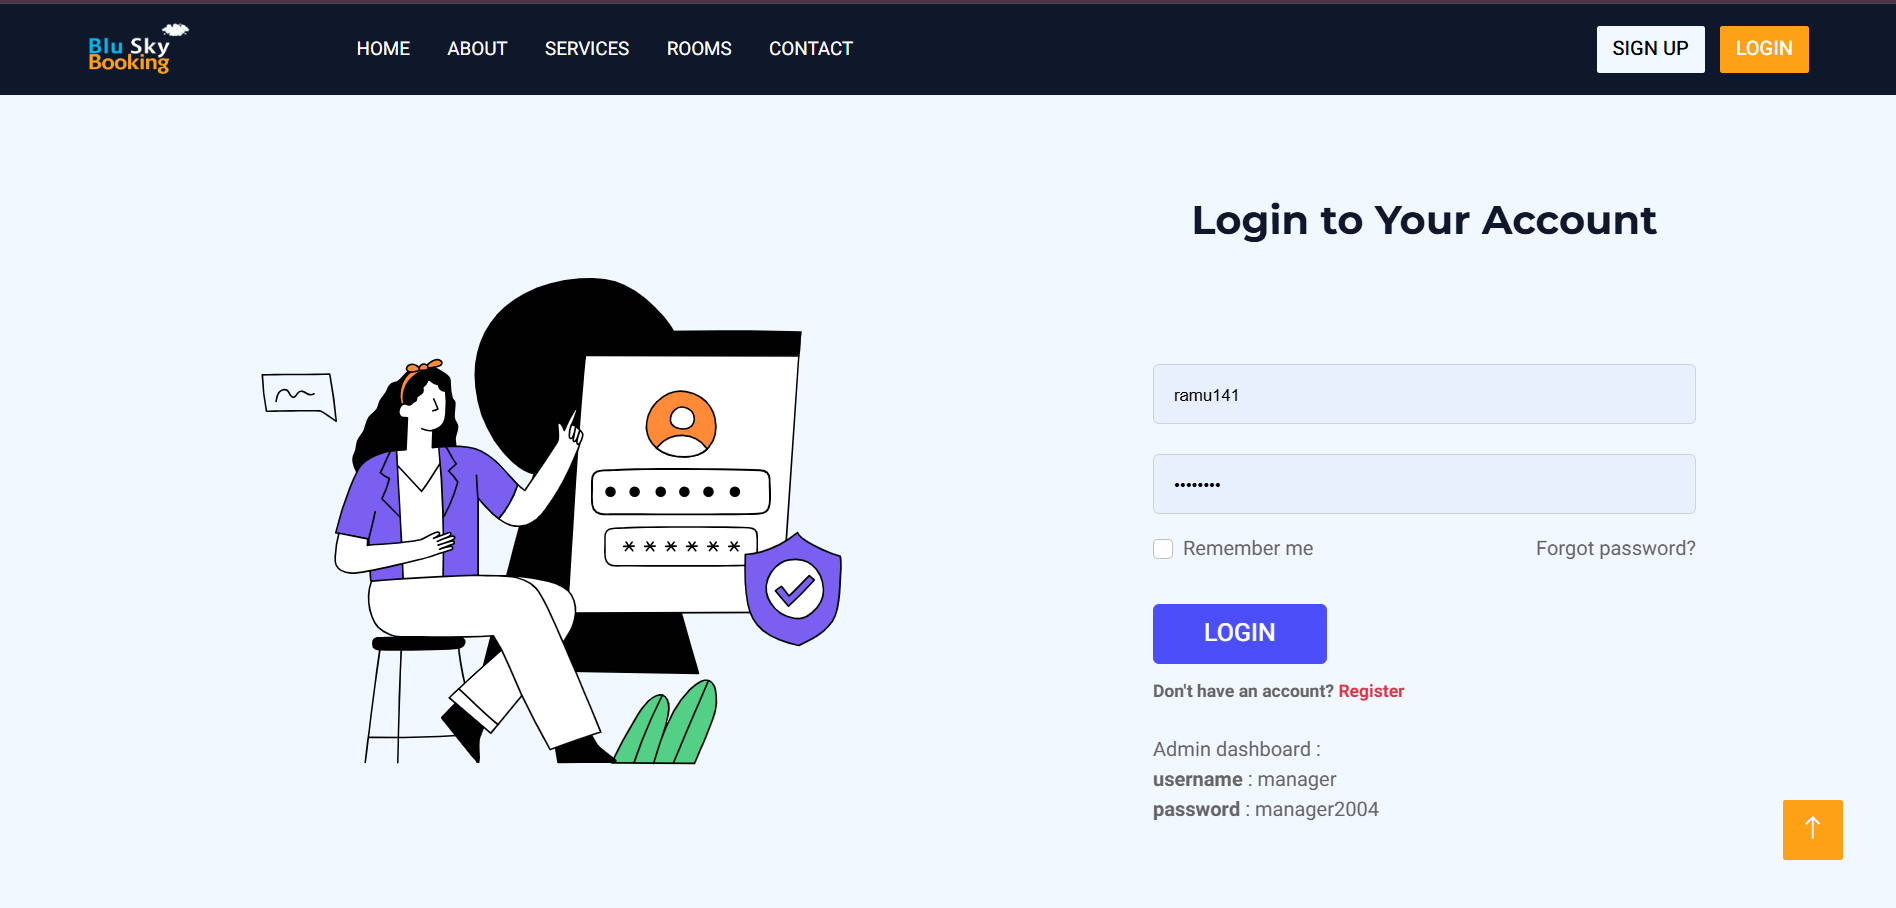 Blu Sky
Booking
HOME ABOUT SERVICES ROOMS CONTACT
SIGN UP LOGIN
Login to Your Account
ramu141
••••••••
Remember me Forgot password?
LOGIN
Don't have an account? Register
Admin dashboard :
username : manager
password : manager2004